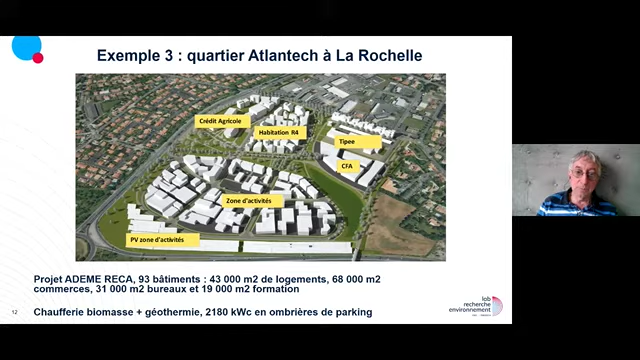 Exemple 3 : quartier Atlantech à La Rochelle
Crédit Agricole
Habitation R4
Tipee
CFA
Zone d'activités
PV zone d'activités
Projet ADEME RECA, 93 bâtiments : 43 000 m2 de logements, 68 000 m2
commerces, 31 000 m2 bureaux et 19 000 m2 formation
Chaufferie biomasse + géothermie, 2180 kWc en ombrières de parking
12
lab
recherche
environnement